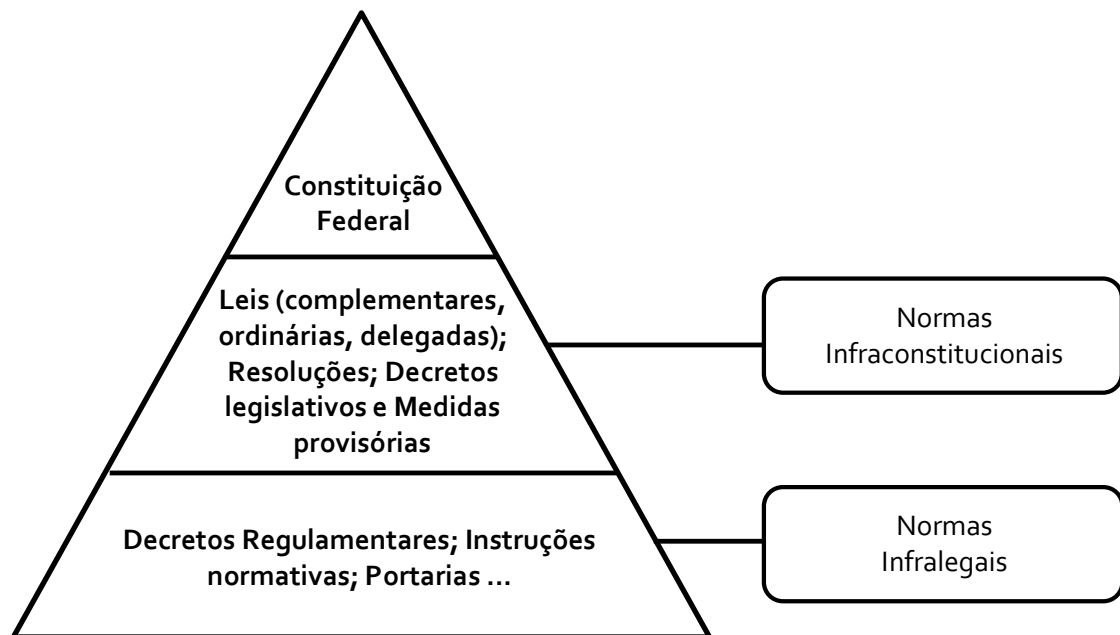 Constituição
Federal
Leis (complementares,
ordinárias, delegadas);
Resoluções; Decretos
legislativos e Medidas
provisórias
Normas
Infraconstitucionais
Decretos Regulamentares; Instruções
normativas; Portarias ...
Normas
Infralegais